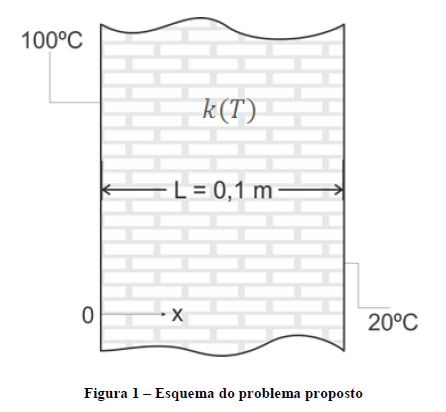 100ºC
k(T)
L = 0,1 m
0
x
20ºC
Figura 1 – Esquema do problema proposto